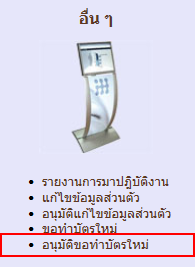 อื่น ๆ
รายงานการมาปฏิบัติงาน
แก้ไขข้อมูลส่วนตัว
อนุมัติแก้ไขข้อมูลส่วนตัว
ขอทำบัตรใหม่
อนุมัติขอทำบัตรใหม่